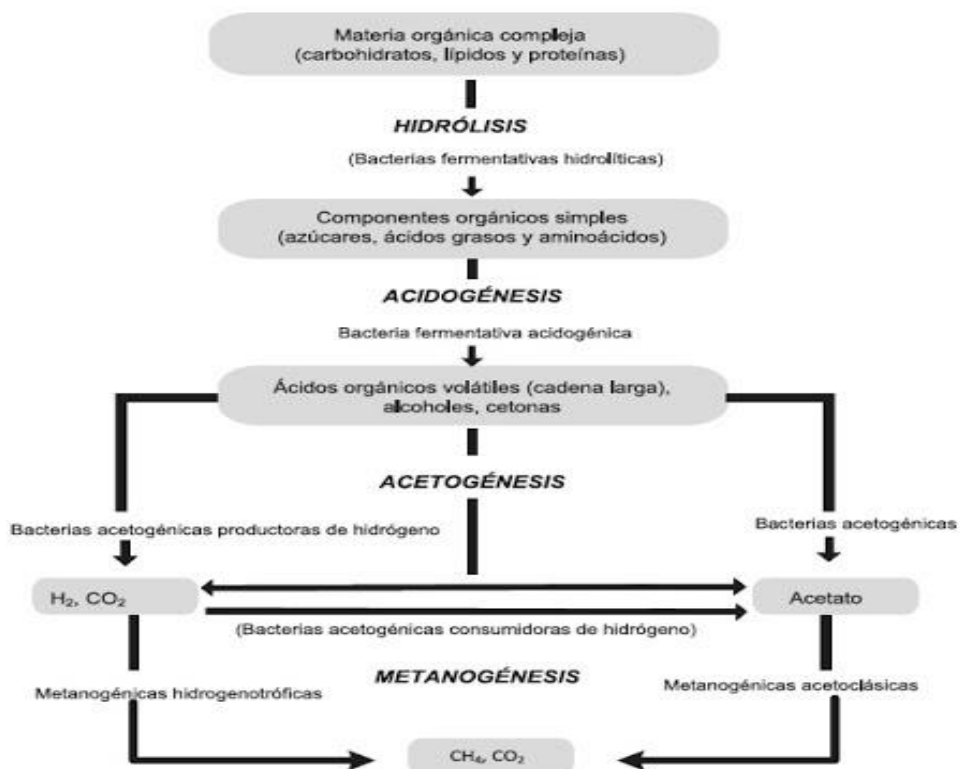 Materia orgánica compleja
(carbohidratos, lípidos y proteínas)
HIDRÓLISIS
(Bacterias fermentativas hidrolíticas)
Componentes orgánicos simples
(azúcares, ácidos grasos y aminoácidos)
ACIDOGÉNESIS
Bacteria fermentativa acidogénica
Ácidos orgánicos volátiles (cadena larga),
alcoholes, cetonas
ACETOGÉNESIS
Bacterias acetogénicas productoras de hidrógeno
Bacterias acetogénicas
H₂, CO₂
Acetato
(Bacterias acetogénicas consumidoras de hidrógeno)
METANOGÉNESIS
Metanogénicas hidrogenotróficas
Metanogénicas acetoclásicas
CH₄, CO₂